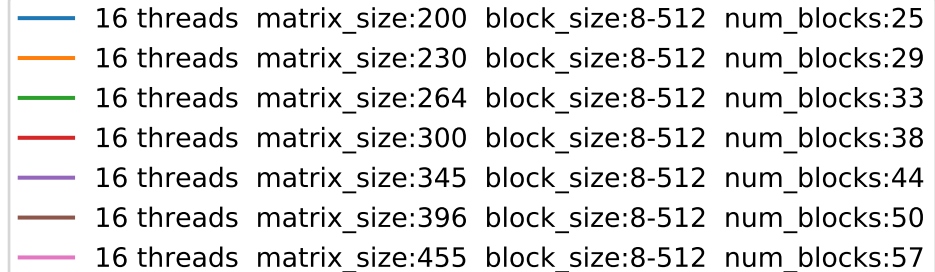 16 threads  matrix_size:200  block_size:8-512  num_blocks:25
16 threads  matrix_size:230  block_size:8-512  num_blocks:29
16 threads  matrix_size:264  block_size:8-512  num_blocks:33
16 threads  matrix_size:300  block_size:8-512  num_blocks:38
16 threads  matrix_size:345  block_size:8-512  num_blocks:44
16 threads  matrix_size:396  block_size:8-512  num_blocks:50
16 threads  matrix_size:455  block_size:8-512  num_blocks:57